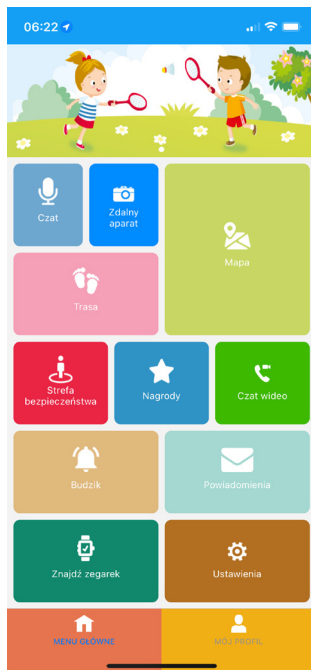 06:22
Czat
Zdalny
aparat
Mapa
Trasa
Strefa
bezpieczeństwa
Nagrody
Czat wideo
Budzik
Powiadomienia
Znajdź zegarek
Ustawienia
MENU GŁÓWNE
MÓJ PROFIL